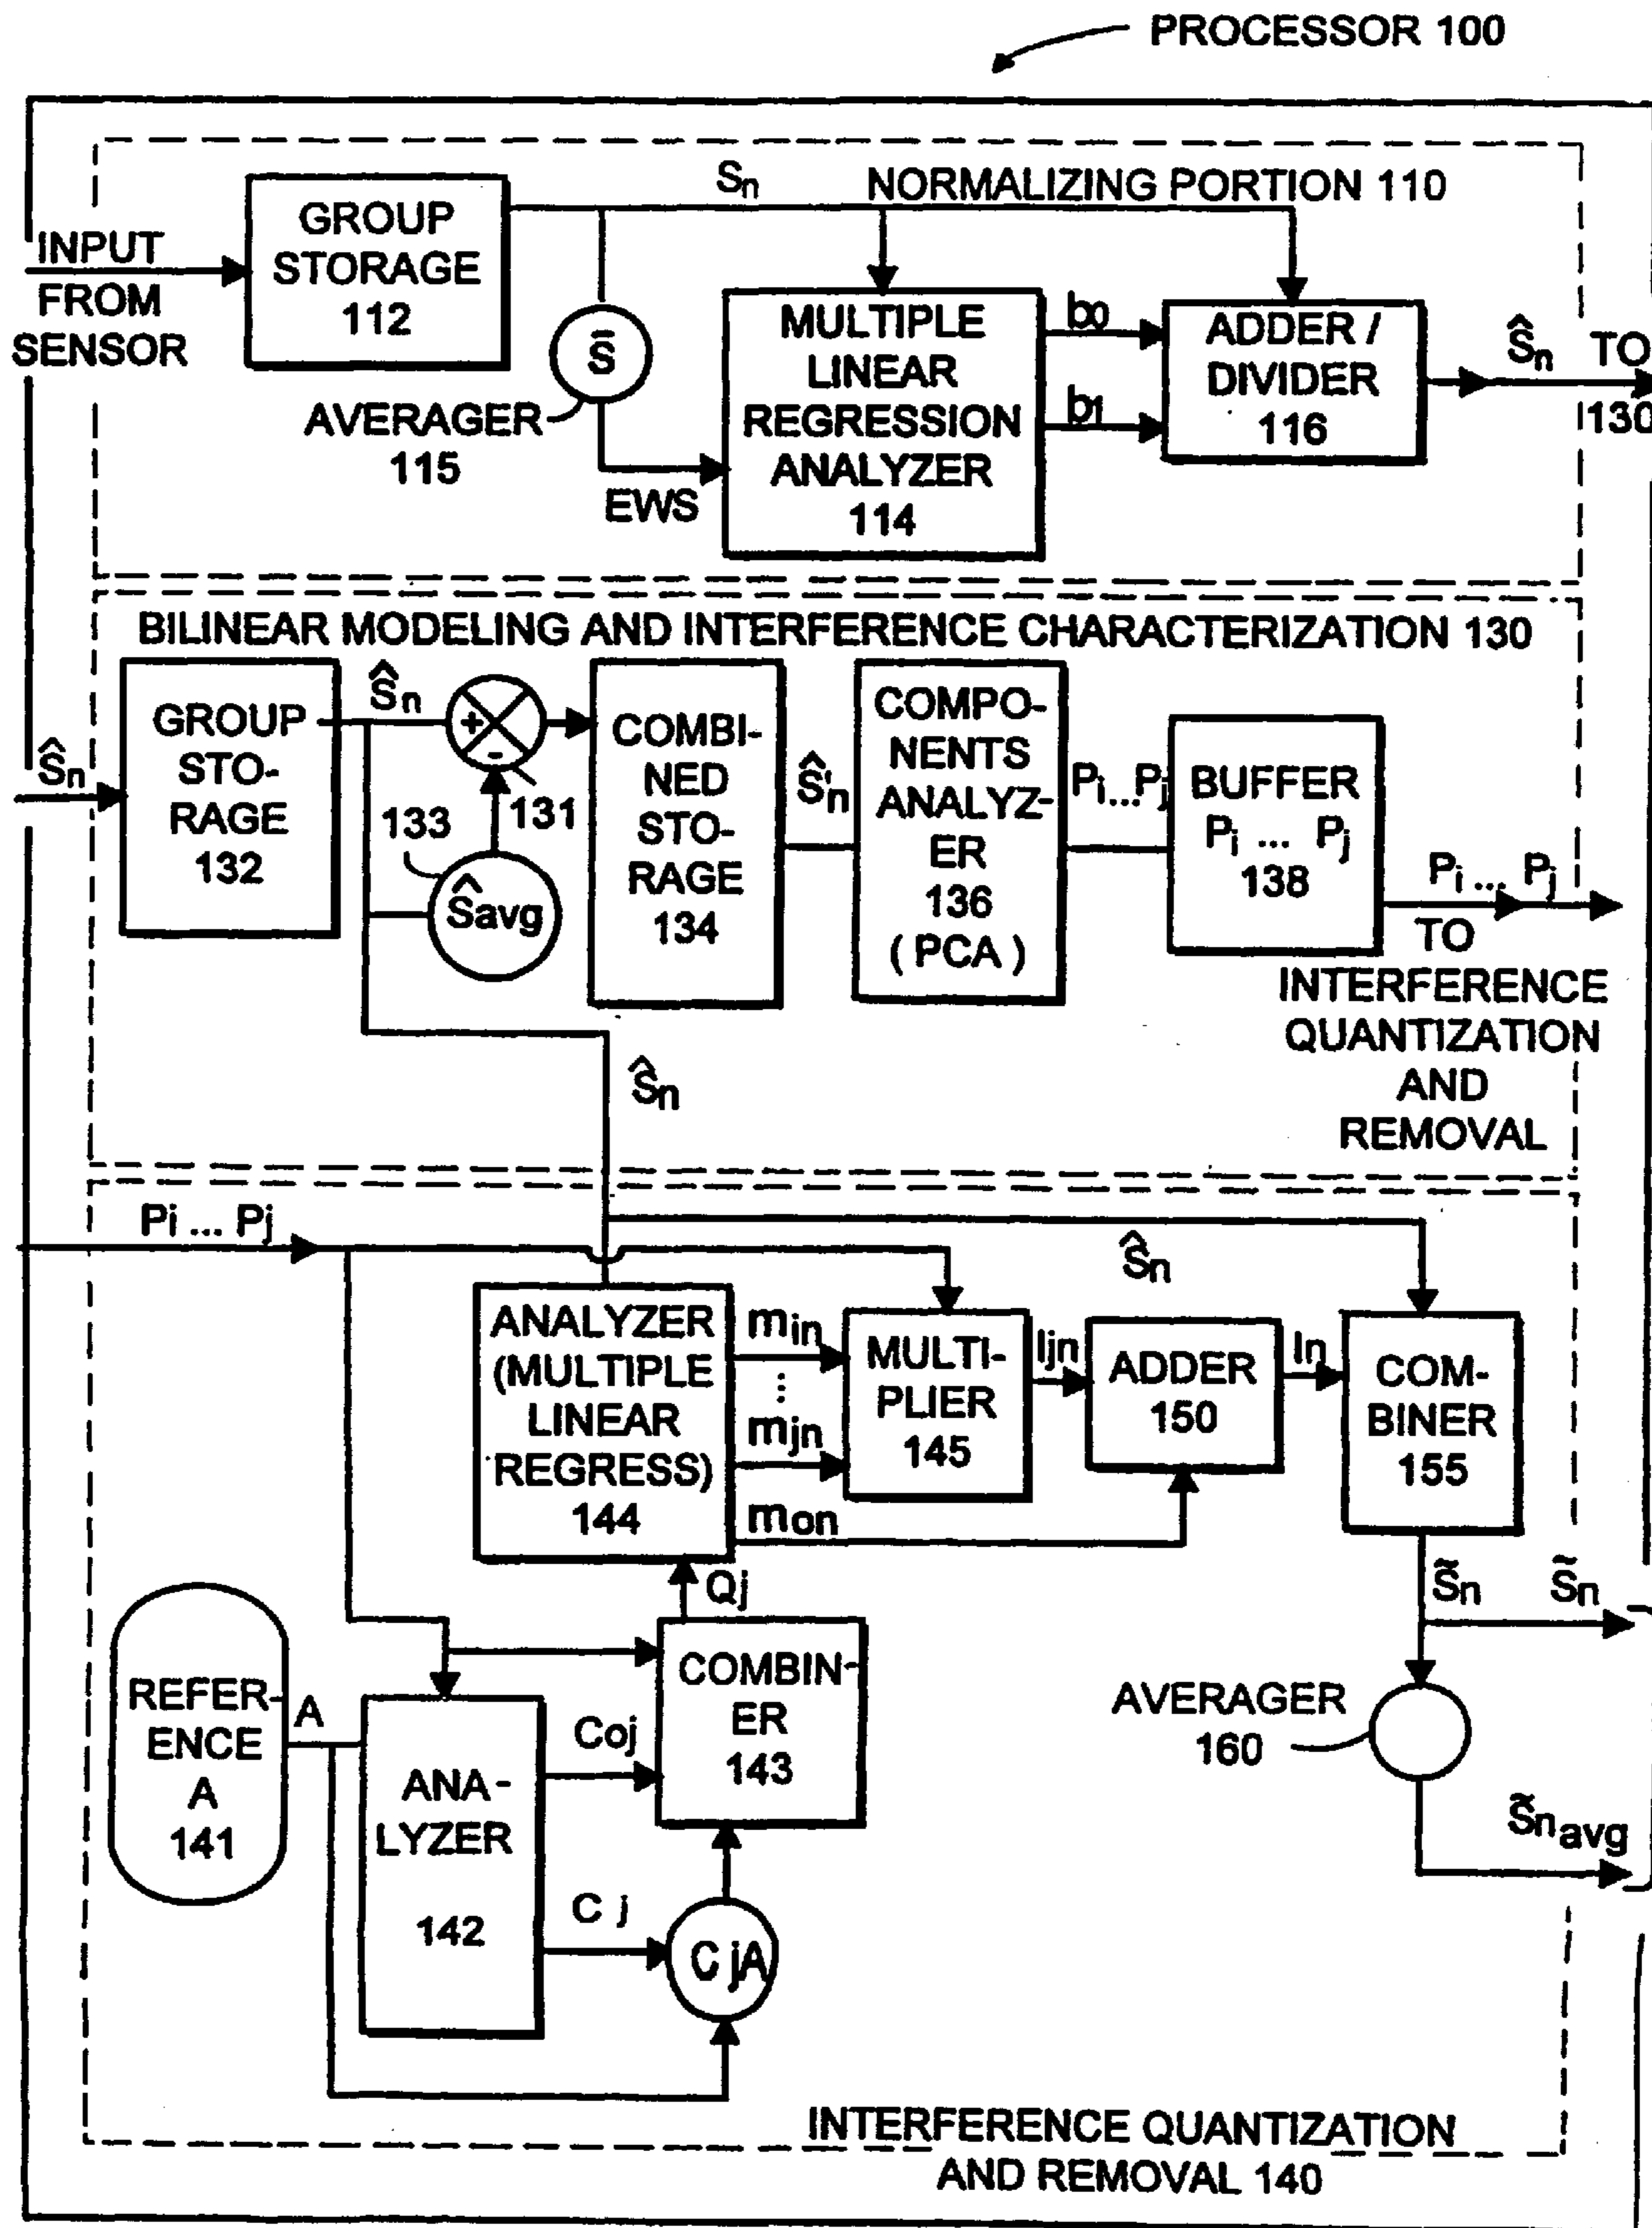 PROCESSOR 100
Sn
NORMALIZING PORTION 110
GROUP
STORAGE
112
INPUT
FROM
SENSOR
S̄
AVERAGER
115
EWS
MULTIPLE
LINEAR
REGRESSION
ANALYZER
114
b0
b1
ADDER /
DIVIDER
116
Ŝn
TO
130
BILINEAR MODELING AND INTERFERENCE CHARACTERIZATION 130
Ŝn
GROUP
STO-
RAGE
132
Ŝn
+
-
131
133
Ŝavg
COMBI-
NED
STO-
RAGE
134
Ŝ'n
COMPO-
NENTS
ANALYZ-
ER
136
( PCA )
Pi...Pj
BUFFER
Pi ... Pj
138
Pi ... Pj
TO
INTERFERENCE
QUANTIZATION
AND
REMOVAL
Ŝn
Pi ... Pj
Ŝn
ANALYZER
(MULTIPLE
LINEAR
REGRESS)
144
min
...
mjn
mon
MULTI-
PLIER
145
Ijn
ADDER
150
In
COM-
BINER
155
S̃n
S̃n
Qj
REFER-
ENCE
A
141
A
ANA-
LYZER
142
Coj
COMBIN-
ER
143
C j
C jA
AVERAGER
160
S̃navg
INTERFERENCE QUANTIZATION
AND REMOVAL 140